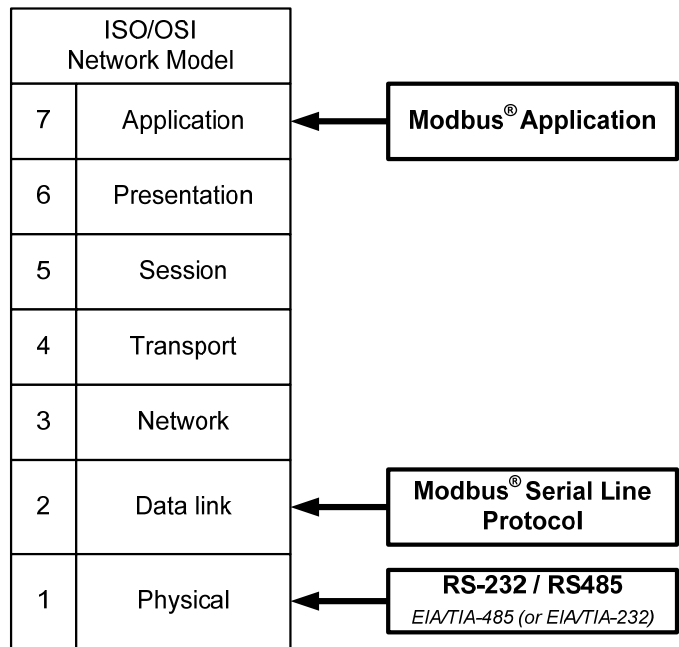 ISO/OSI
Network Model
7 Application
Modbus® Application
6 Presentation
5 Session
4 Transport
3 Network
2 Data link
Modbus® Serial Line
Protocol
1 Physical
RS-232 / RS485
EIA/TIA-485 (or EIA/TIA-232)